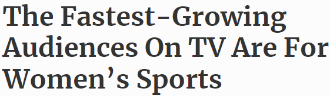 The Fastest-Growing
Audiences On TV Are For
Women’s Sports